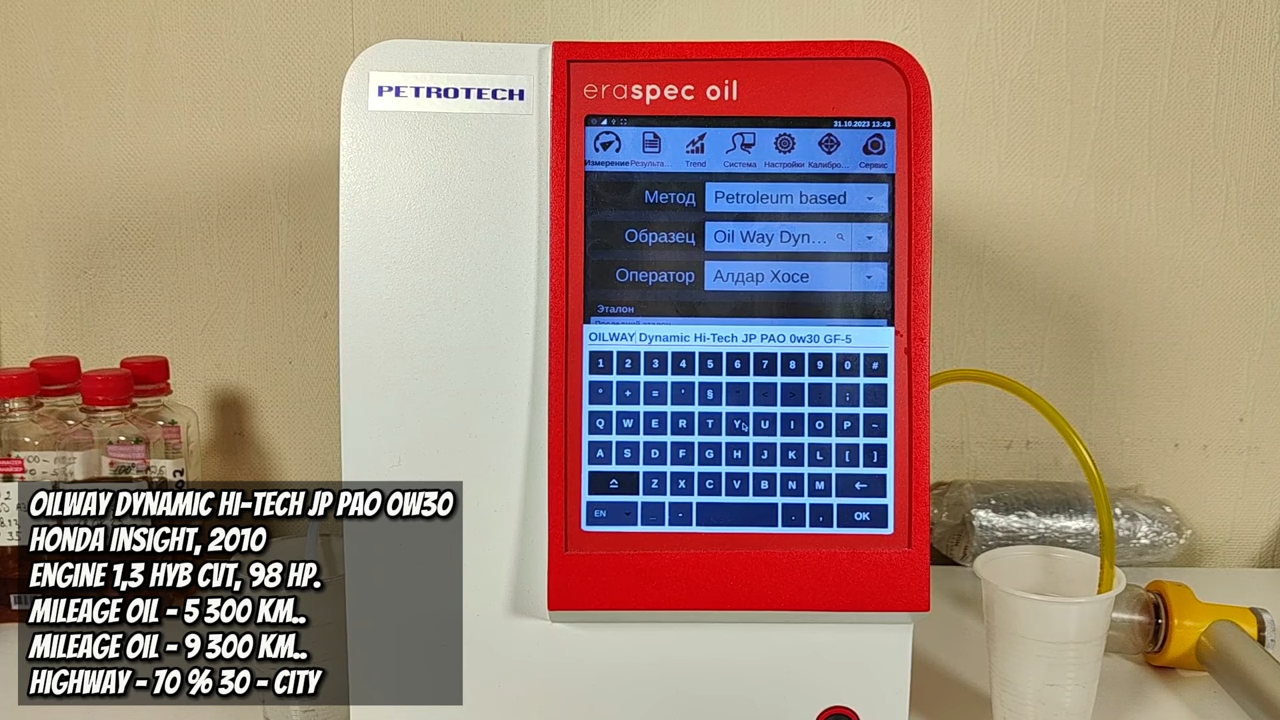 PETROTECH
eraspec oil
31.10.2023 13:43
Измерение Результа... Trend Система Настройки Калибро... Сервис
Метод Petroleum based
Образец Oil Way Dyn...
Оператор Алдар Хосе
Эталон
OILWAY Dynamic Hi-Tech JP PAO 0w30 GF-5
1 2 3 4 5 6 7 8 9 0 #
° + = ' § " < > : ;
Q W E R T Y U I O P ~
A S D F G H J K L [ ]
Z X C V B N M ←
EN _ - . , OK
OILWAY DYNAMIC HI-TECH JP PAO 0W30
HONDA INSIGHT, 2010
ENGINE 1,3 HYB CVT, 98 HP.
MILEAGE OIL - 5 300 KM..
MILEAGE OIL - 9 300 KM..
HIGHWAY - 70 % 30 - CITY